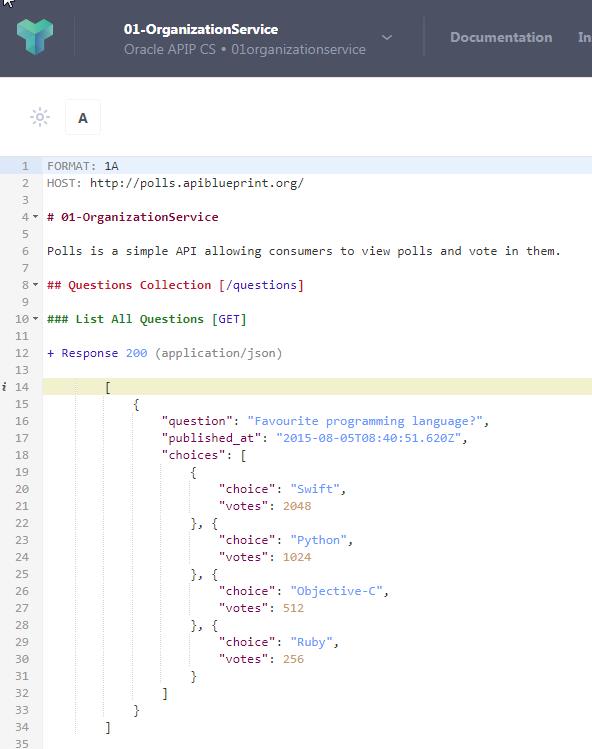 01-OrganizationService
Oracle APIP CS • 01organizationservice
Documentation In
A
1 FORMAT: 1A
2 HOST: http://polls.apiblueprint.org/
3
4 # 01-OrganizationService
5
6 Polls is a simple API allowing consumers to view polls and vote in them.
7
8 ## Questions Collection [/questions]
9
10 ### List All Questions [GET]
11
12 + Response 200 (application/json)
13
i 14 [
15 {
16 "question": "Favourite programming language?",
17 "published_at": "2015-08-05T08:40:51.620Z",
18 "choices": [
19 {
20 "choice": "Swift",
21 "votes": 2048
22 }, {
23 "choice": "Python",
24 "votes": 1024
25 }, {
26 "choice": "Objective-C",
27 "votes": 512
28 }, {
29 "choice": "Ruby",
30 "votes": 256
31 }
32 ]
33 }
34 ]
35